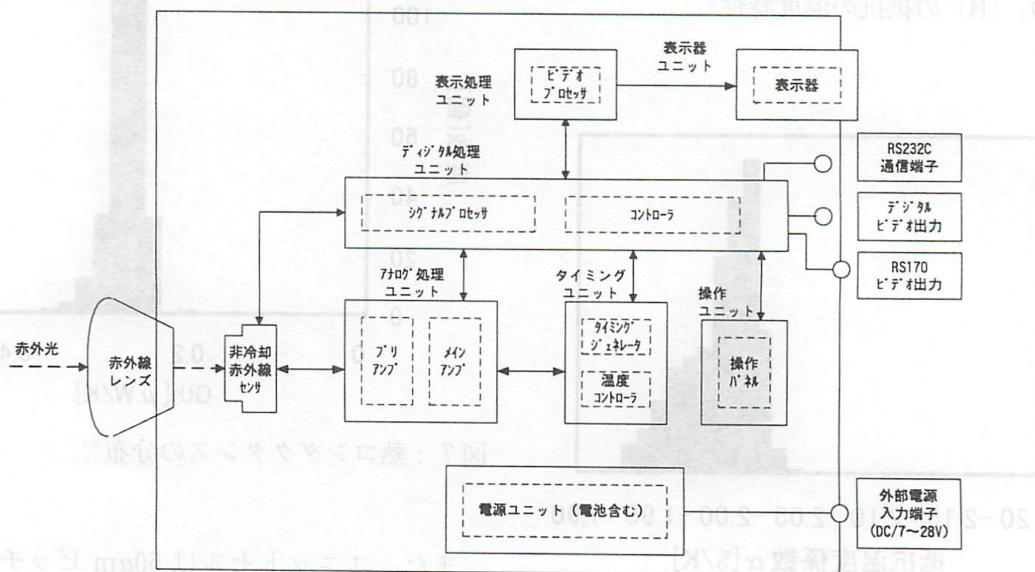 表示器
ユニット
表示処理
ユニット
ビデオ
プロセッサ
表示器
ディジタル処理
ユニット
シグナルプロセッサ
コントローラ
RS232C
通信端子
デジタル
ビデオ出力
RS170
ビデオ出力
アナログ処理
ユニット
タイミング
ユニット
操作
ユニット
赤外光
赤外線
レンズ
非冷却
赤外線
センサ
プリ
アンプ
メイン
アンプ
タイミング
ジェネレータ
温度
コントローラ
操作
パネル
電源ユニット（電池含む）
外部電源
入力端子
(DC/7～28V)